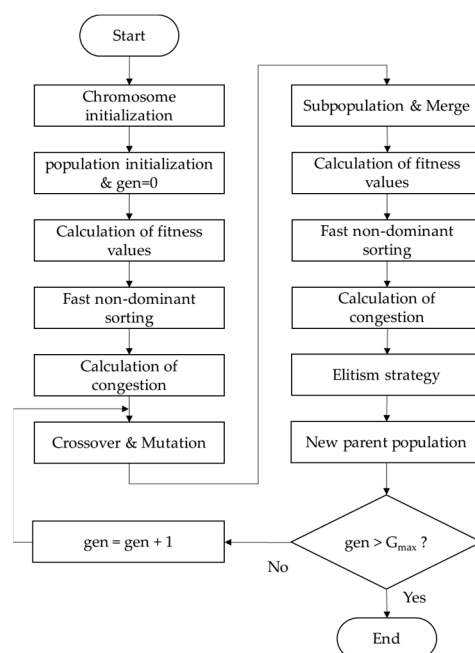 Start
Chromosome
initialization
population initialization
& gen=0
Calculation of fitness
values
Fast non-dominant
sorting
Calculation of
congestion
Crossover & Mutation
Subpopulation & Merge
Calculation of fitness
values
Fast non-dominant
sorting
Calculation of
congestion
Elitism strategy
New parent population
gen > Gmax ?
No
gen = gen + 1
Yes
End